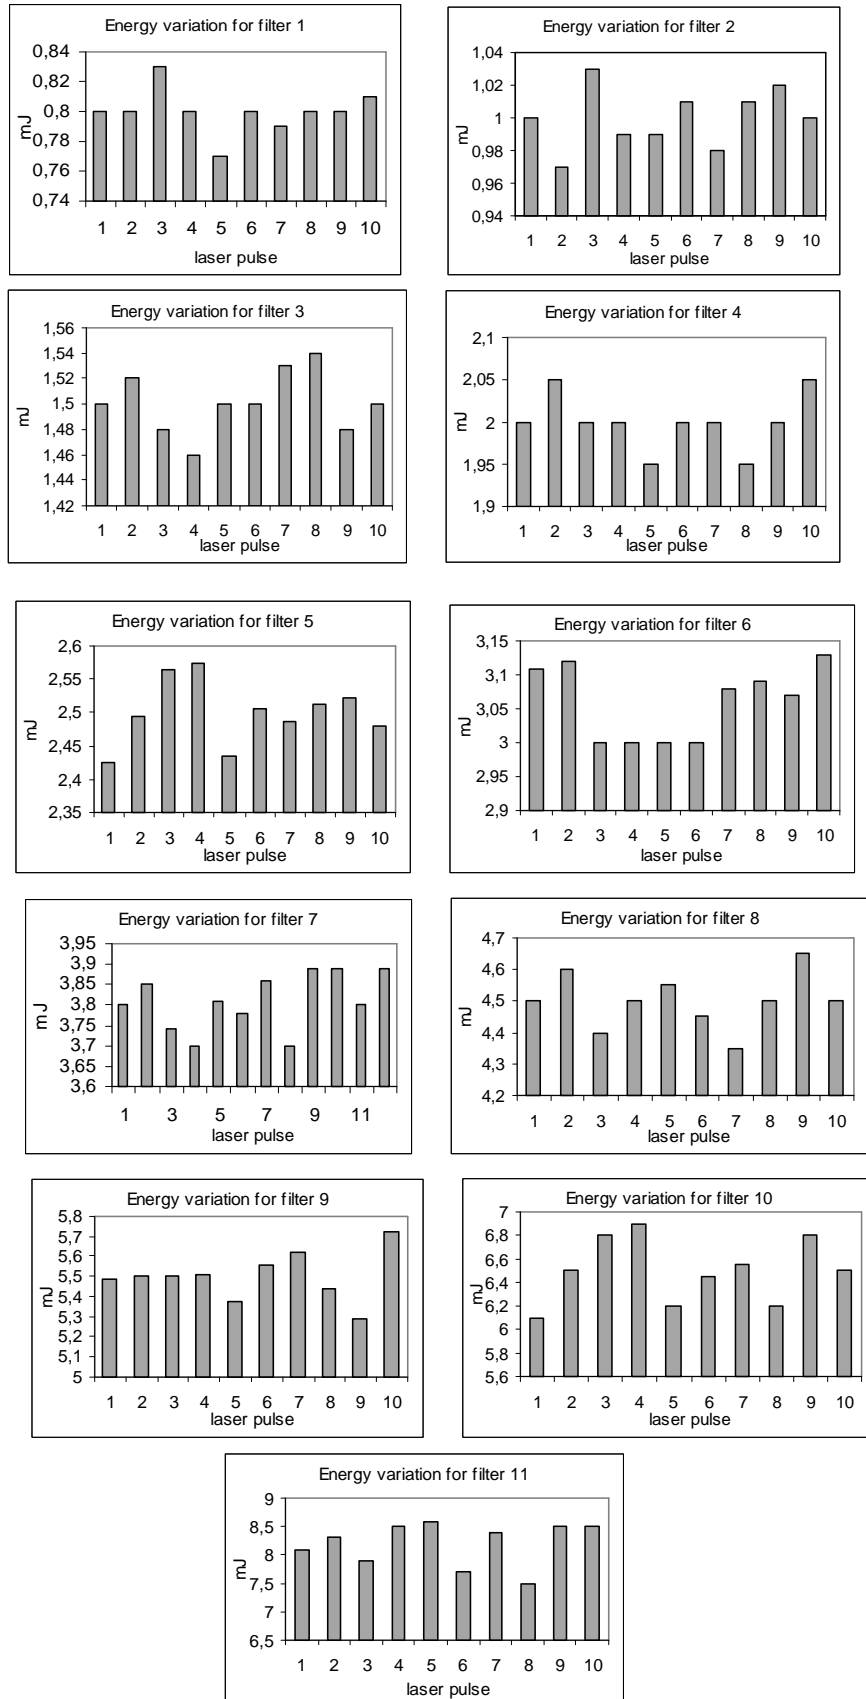 Energy variation for filter 1
0,84
0,82
0,8
0,78
0,76
0,74
mJ
1 2 3 4 5 6 7 8 9 10
laser pulse
Energy variation for filter 2
1,04
1,02
1
0,98
0,96
0,94
mJ
1 2 3 4 5 6 7 8 9 10
laser pulse
Energy variation for filter 3
1,56
1,54
1,52
1,5
1,48
1,46
1,44
1,42
mJ
1 2 3 4 5 6 7 8 9 10
laser pulse
Energy variation for filter 4
2,1
2,05
2
1,95
1,9
mJ
1 2 3 4 5 6 7 8 9 10
laser pulse
Energy variation for filter 5
2,6
2,55
2,5
2,45
2,4
2,35
mJ
1 2 3 4 5 6 7 8 9 10
laser pulse
Energy variation for filter 6
3,15
3,1
3,05
3
2,95
2,9
mJ
1 2 3 4 5 6 7 8 9 10
laser pulse
Energy variation for filter 7
3,95
3,9
3,85
3,8
3,75
3,7
3,65
3,6
mJ
1 3 5 7 9 11
laser pulse
Energy variation for filter 8
4,7
4,6
4,5
4,4
4,3
4,2
mJ
1 2 3 4 5 6 7 8 9 10
laser pulse
Energy variation for filter 9
5,8
5,7
5,6
5,5
5,4
5,3
5,2
5,1
5
mJ
1 2 3 4 5 6 7 8 9 10
laser pulse
Energy variation for filter 10
7
6,8
6,6
6,4
6,2
6
5,8
5,6
mJ
1 2 3 4 5 6 7 8 9 10
laser pulse
Energy variation for filter 11
9
8,5
8
7,5
7
6,5
mJ
1 2 3 4 5 6 7 8 9 10
laser pulse